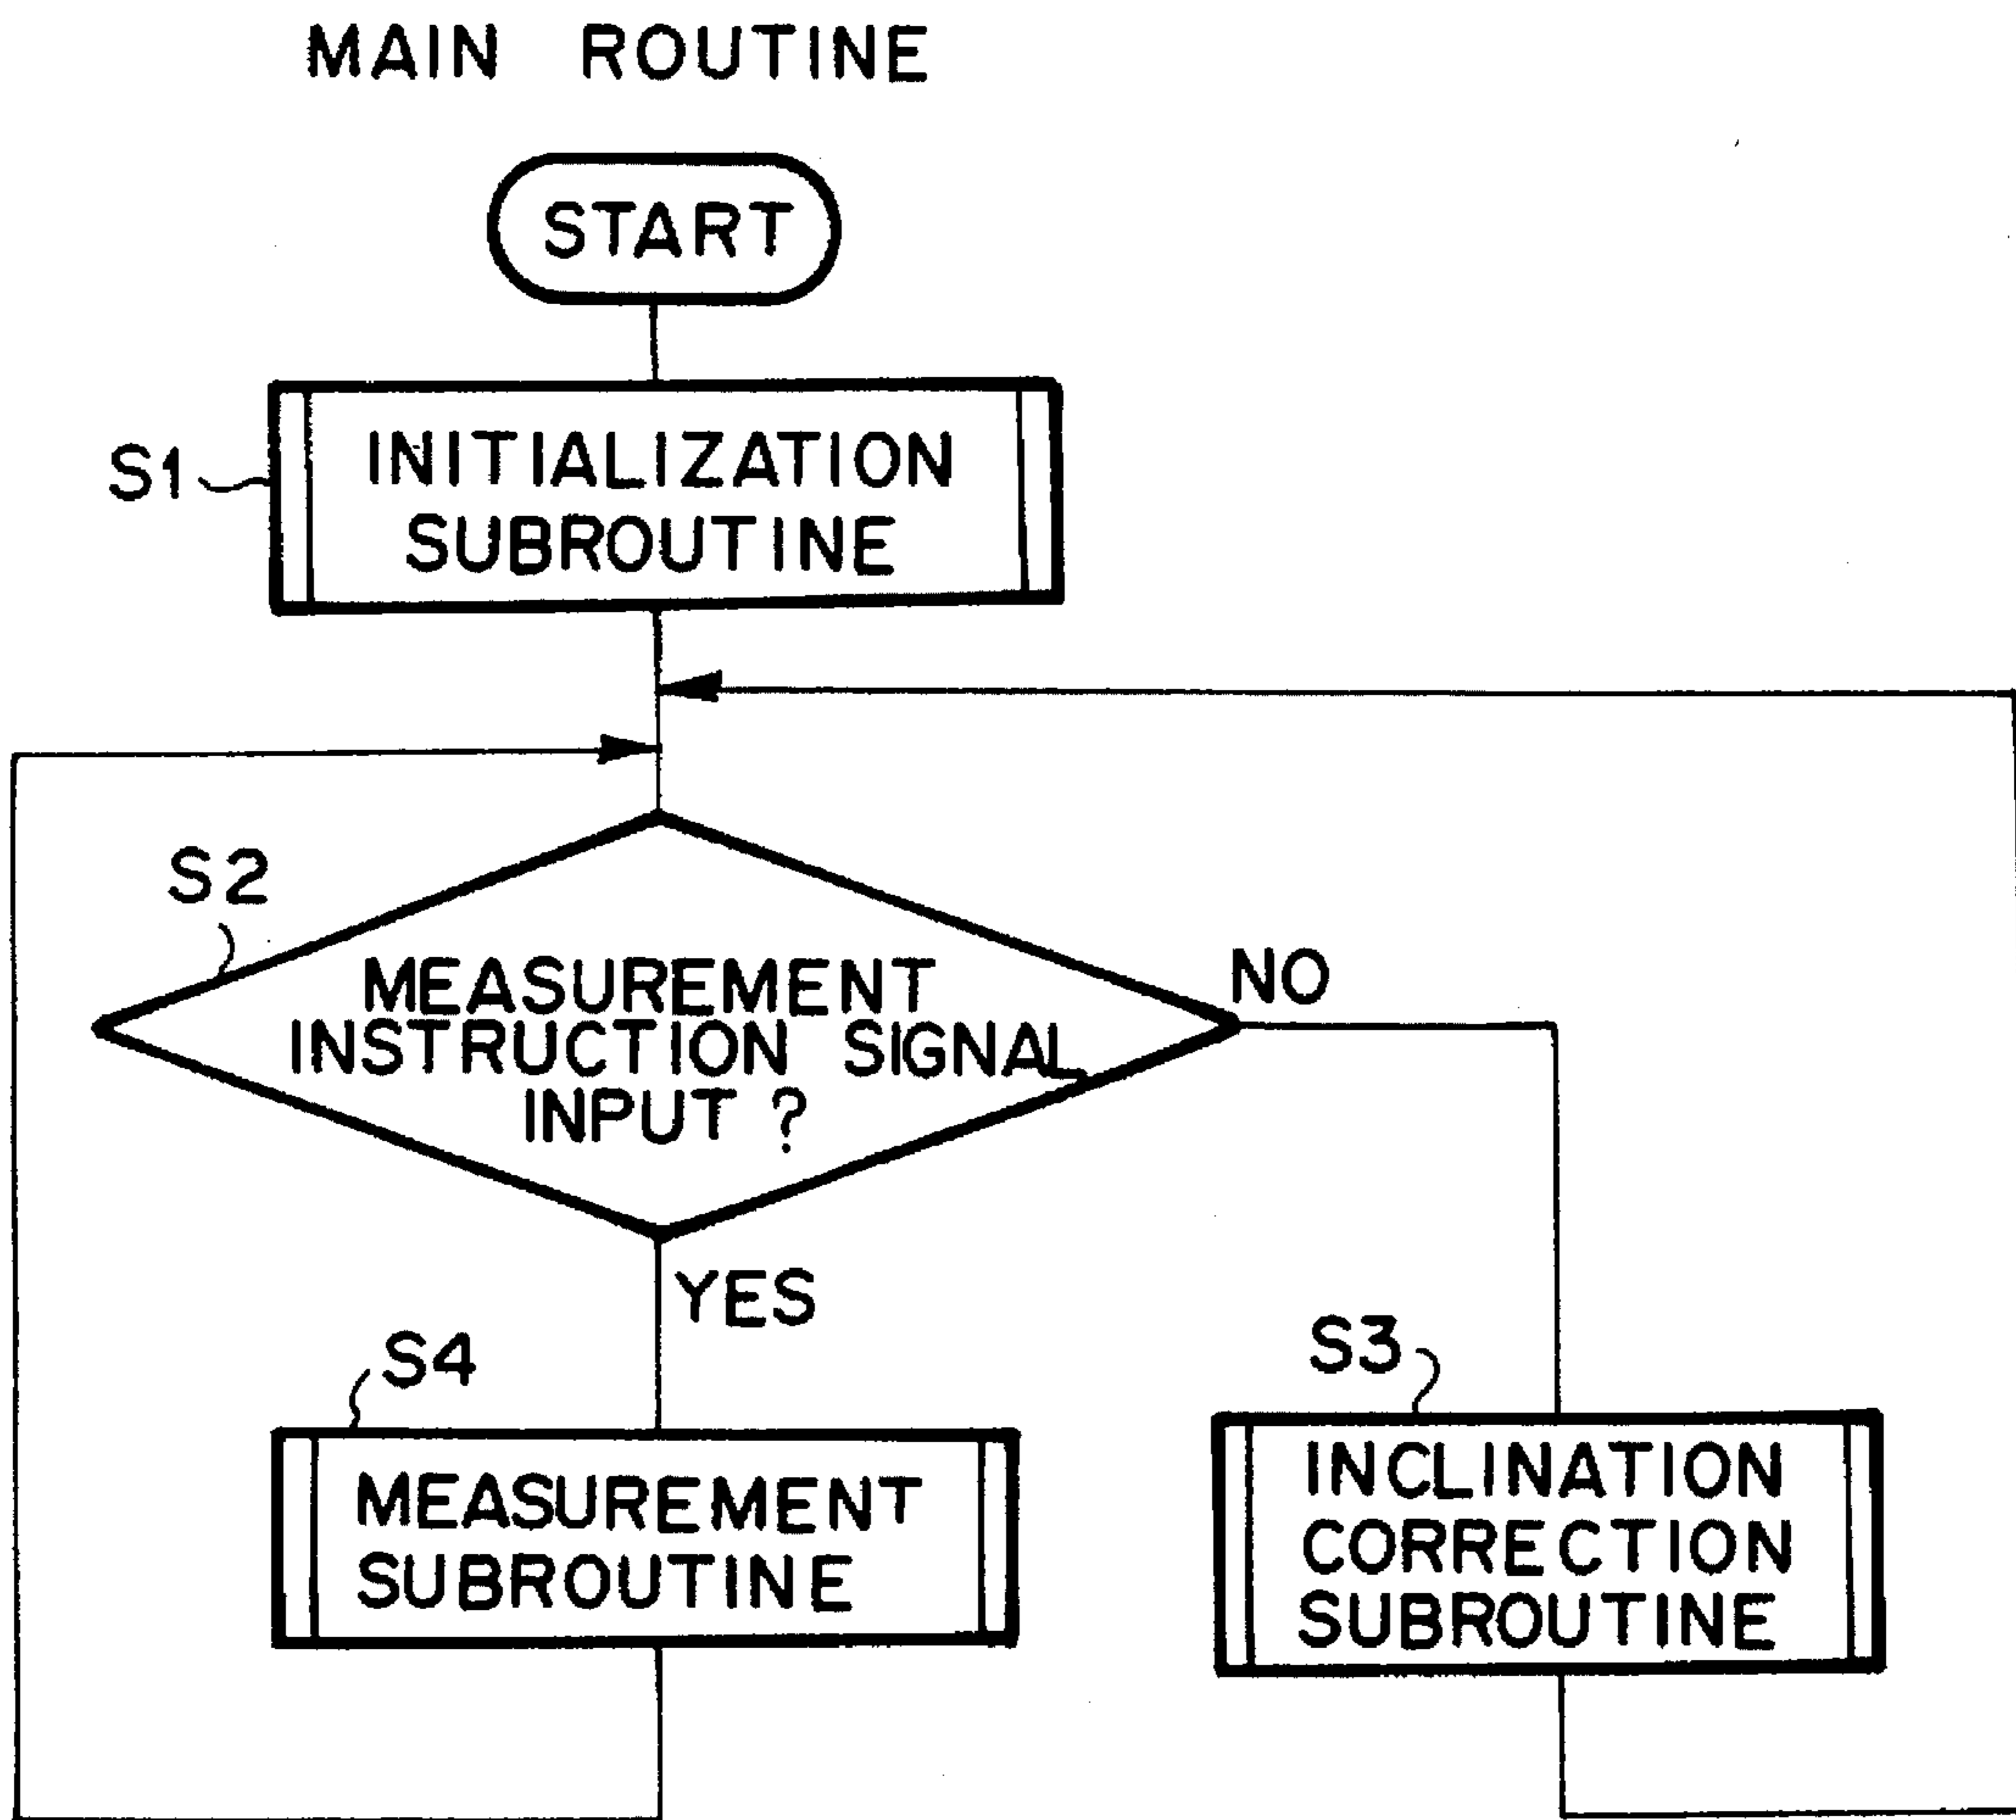 MAIN ROUTINE
START
S1
INITIALIZATION
SUBROUTINE
S2
MEASUREMENT
INSTRUCTION SIGNAL
INPUT ?
NO
YES
S4
MEASUREMENT
SUBROUTINE
S3
INCLINATION
CORRECTION
SUBROUTINE